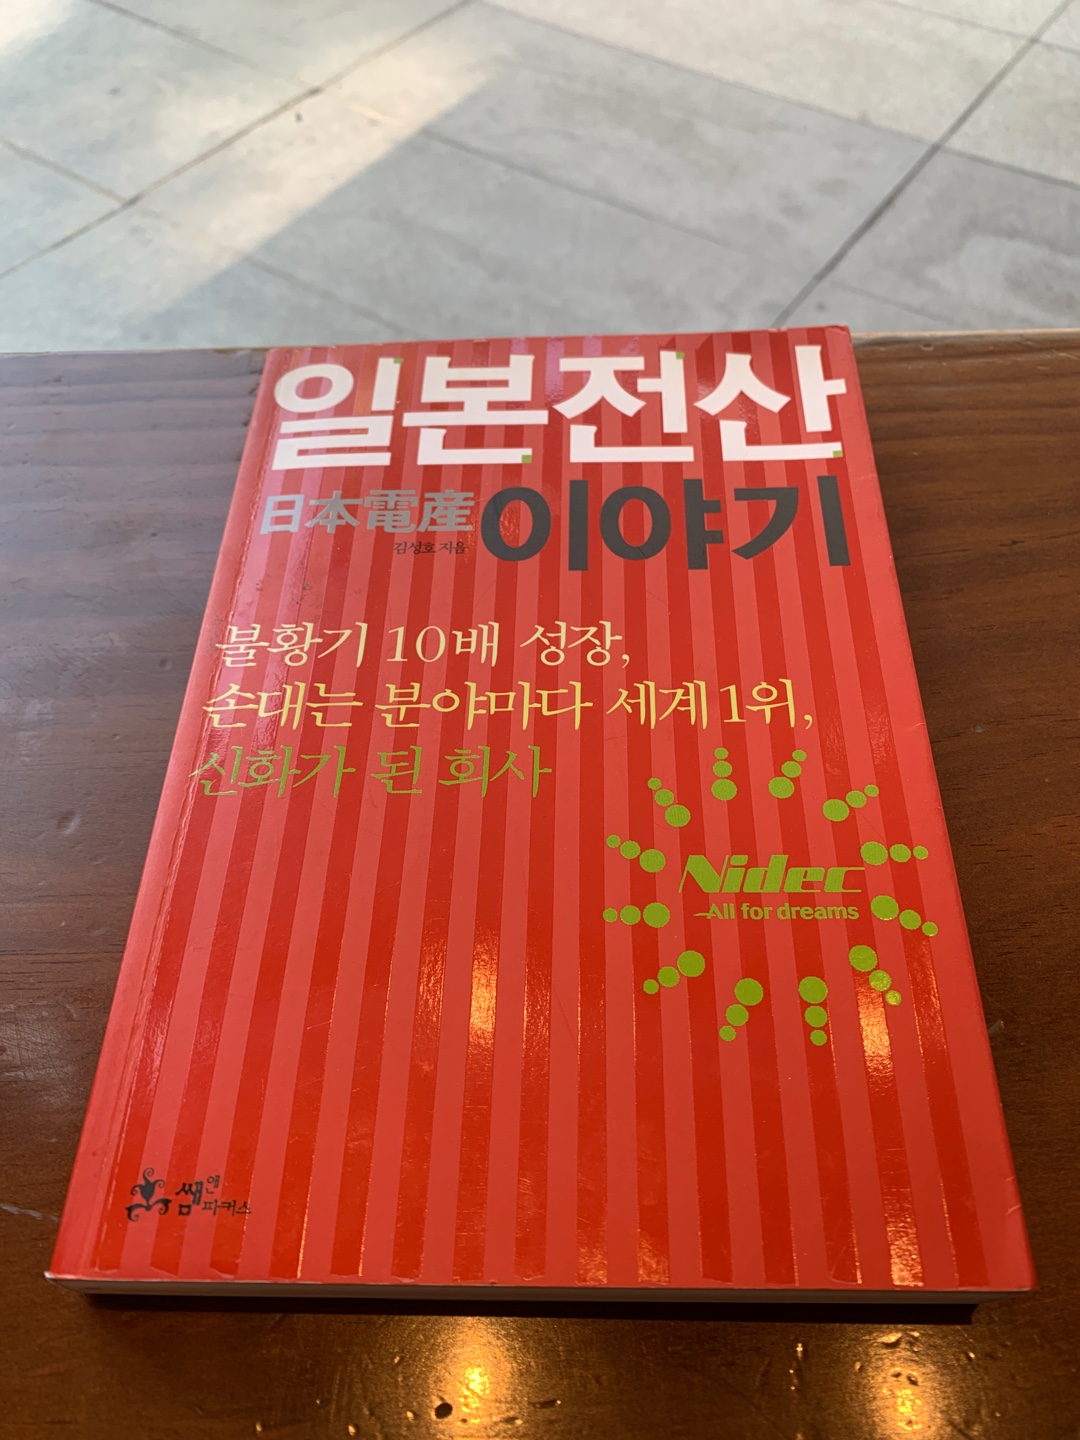 일본전산
日本電産 이야기
김성호 지음
불황기 10배 성장,
손대는 분야마다 세계 1위,
신화가 된 회사
Nidec
-All for dreams
쌤앤
파커스